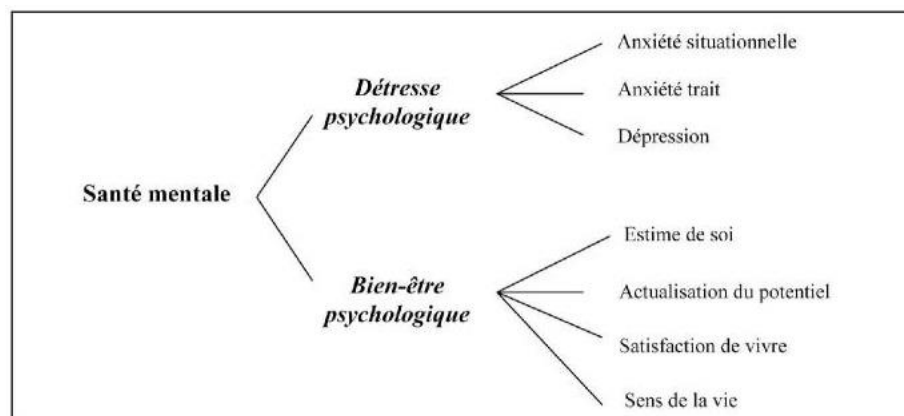 Anxiété situationnelle
Détresse
psychologique
Anxiété trait
Dépression
Santé mentale
Estime de soi
Bien-être
psychologique
Actualisation du potentiel
Satisfaction de vivre
Sens de la vie